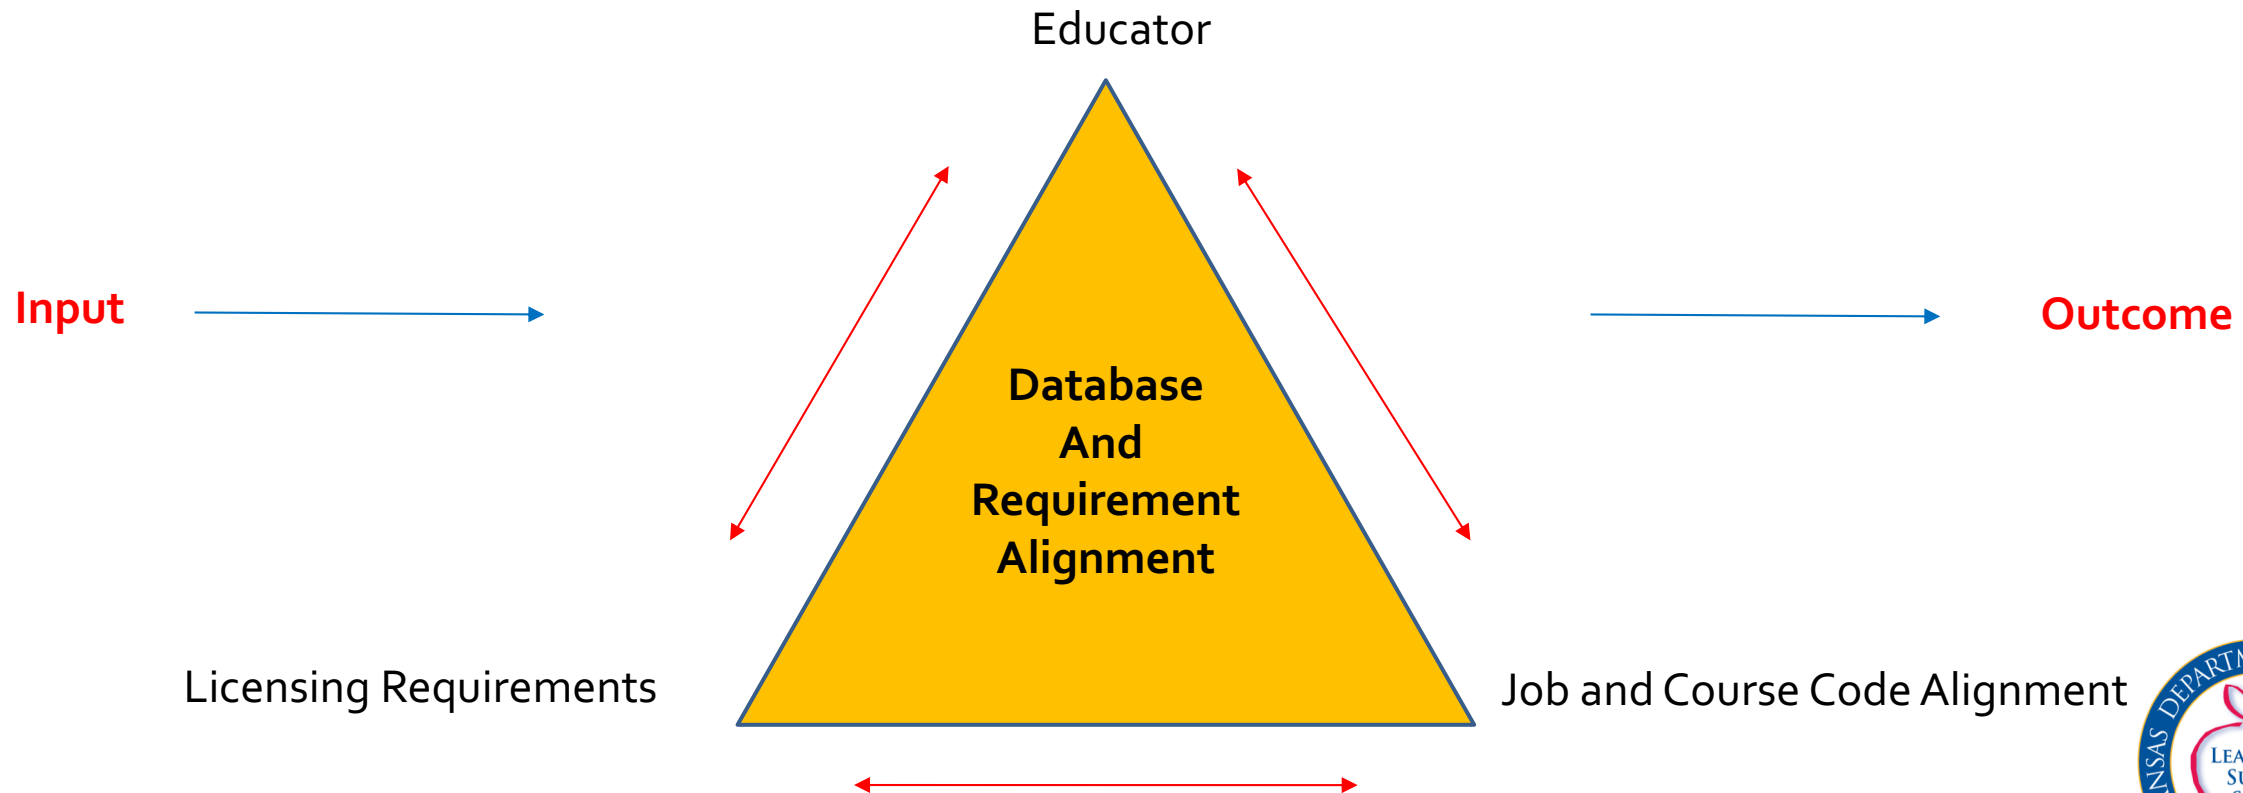 Educator
Input
Outcome
Database
And
Requirement
Alignment
Licensing Requirements
Job and Course Code Alignment